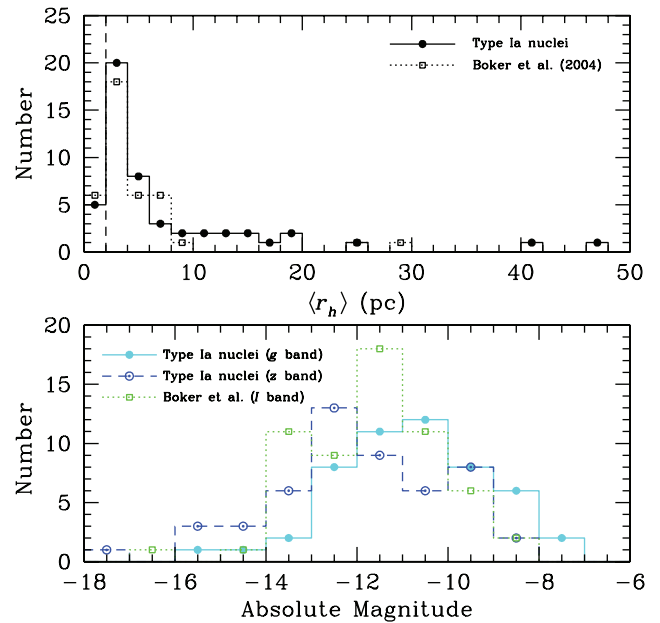 25
20
15
10
5
0
Number
Type Ia nuclei
Boker et al. (2004)
0 10 20 30 40 50
⟨r_h⟩ (pc)
20
15
10
5
0
Number
Type Ia nuclei (g band)
Type Ia nuclei (z band)
Boker et al. (I band)
−18 −16 −14 −12 −10 −8 −6
Absolute Magnitude